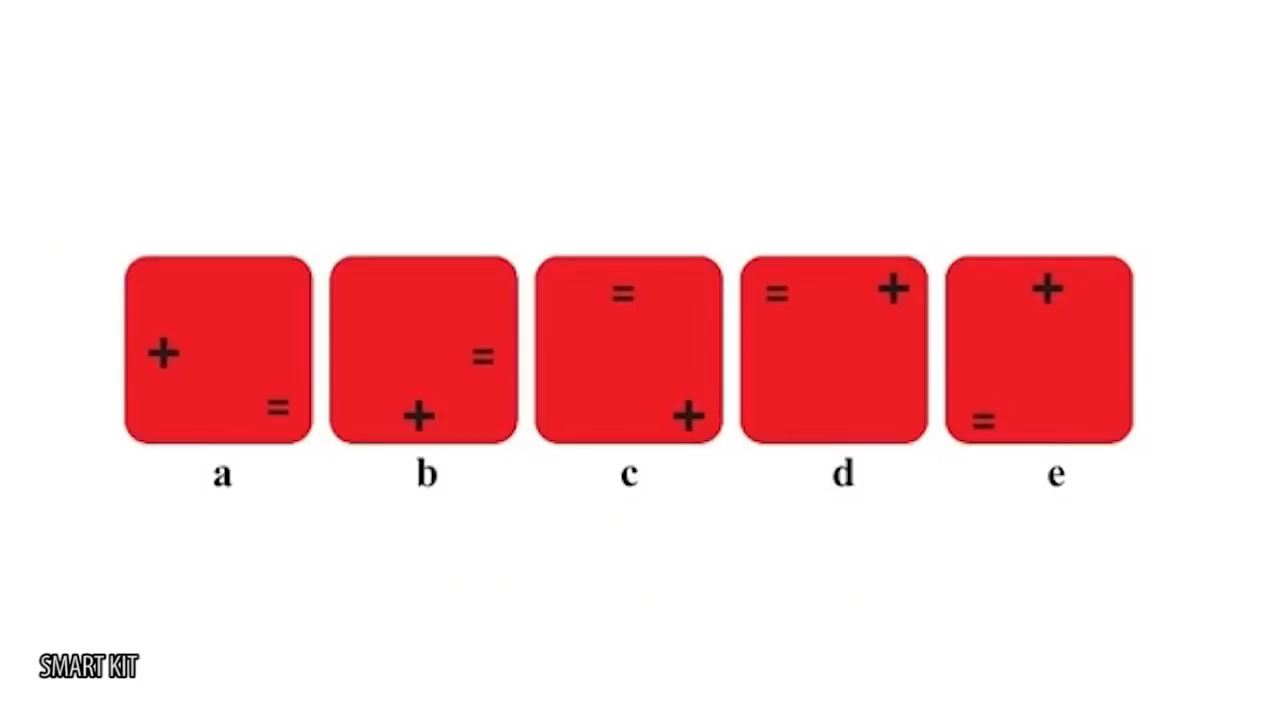 + = + = = + = + + =
a b c d e
SMART KIT